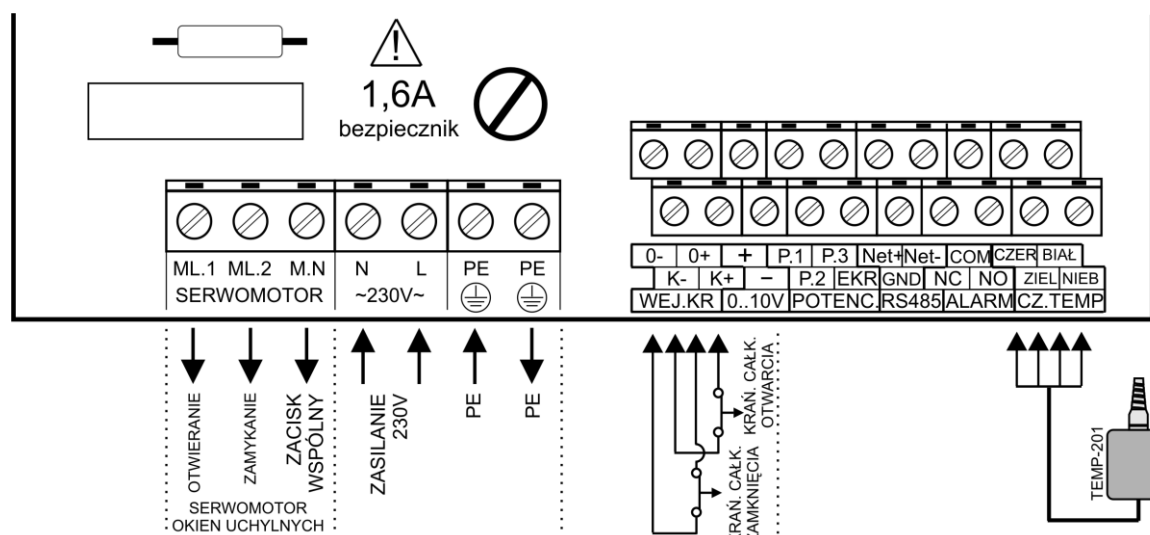 1,6A
bezpiecznik
ML.1 ML.2 M.N N L PE PE
SERWOMOTOR ~230V~
0- 0+ + P.1 P.3 Net+ Net- COM CZER BIAŁ
K- K+ − P.2 EKR GND NC NO ZIEL NIEB
WEJ.KR 0..10V POTENC. RS485 ALARM CZ.TEMP
OTWIERANIE
ZAMYKANIE
ZACISK
WSPÓLNY
ZASILANIE
230V
PE
PE
SERWOMOTOR
OKIEN UCHYLNYCH
KRAŃ. CAŁK.
OTWARCIA
KRAŃ. CAŁK.
ZAMKNIĘCIA
TEMP-201